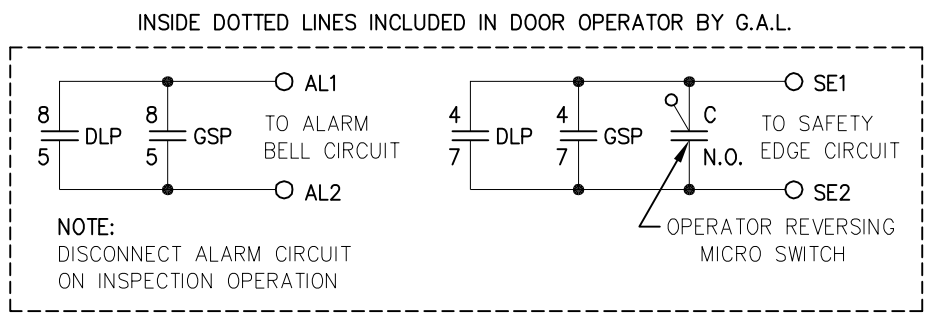 INSIDE DOTTED LINES INCLUDED IN DOOR OPERATOR BY G.A.L.
8
5
DLP
8
5
GSP
AL1
TO ALARM
BELL CIRCUIT
AL2
NOTE:
DISCONNECT ALARM CIRCUIT
ON INSPECTION OPERATION
4
7
DLP
4
7
GSP
C
N.O.
SE1
TO SAFETY
EDGE CIRCUIT
SE2
OPERATOR REVERSING
MICRO SWITCH